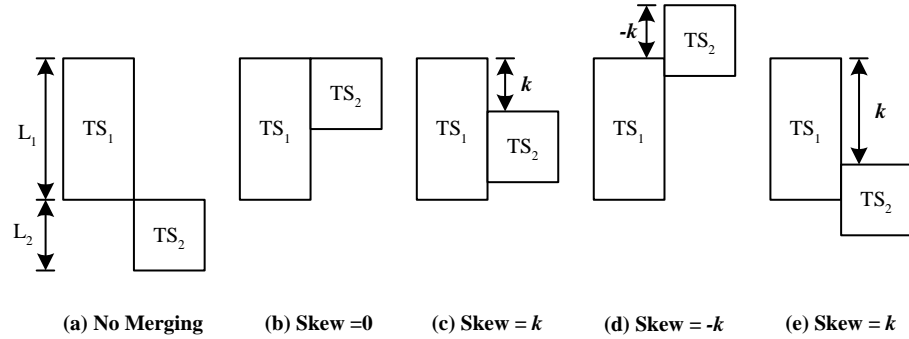 -k
TS2
k
L1
TS1
TS1
TS2
TS1
TS2
TS1
TS1
k
TS2
L2
TS2
(a) No Merging
(b) Skew =0
(c) Skew = k
(d) Skew = -k
(e) Skew = k